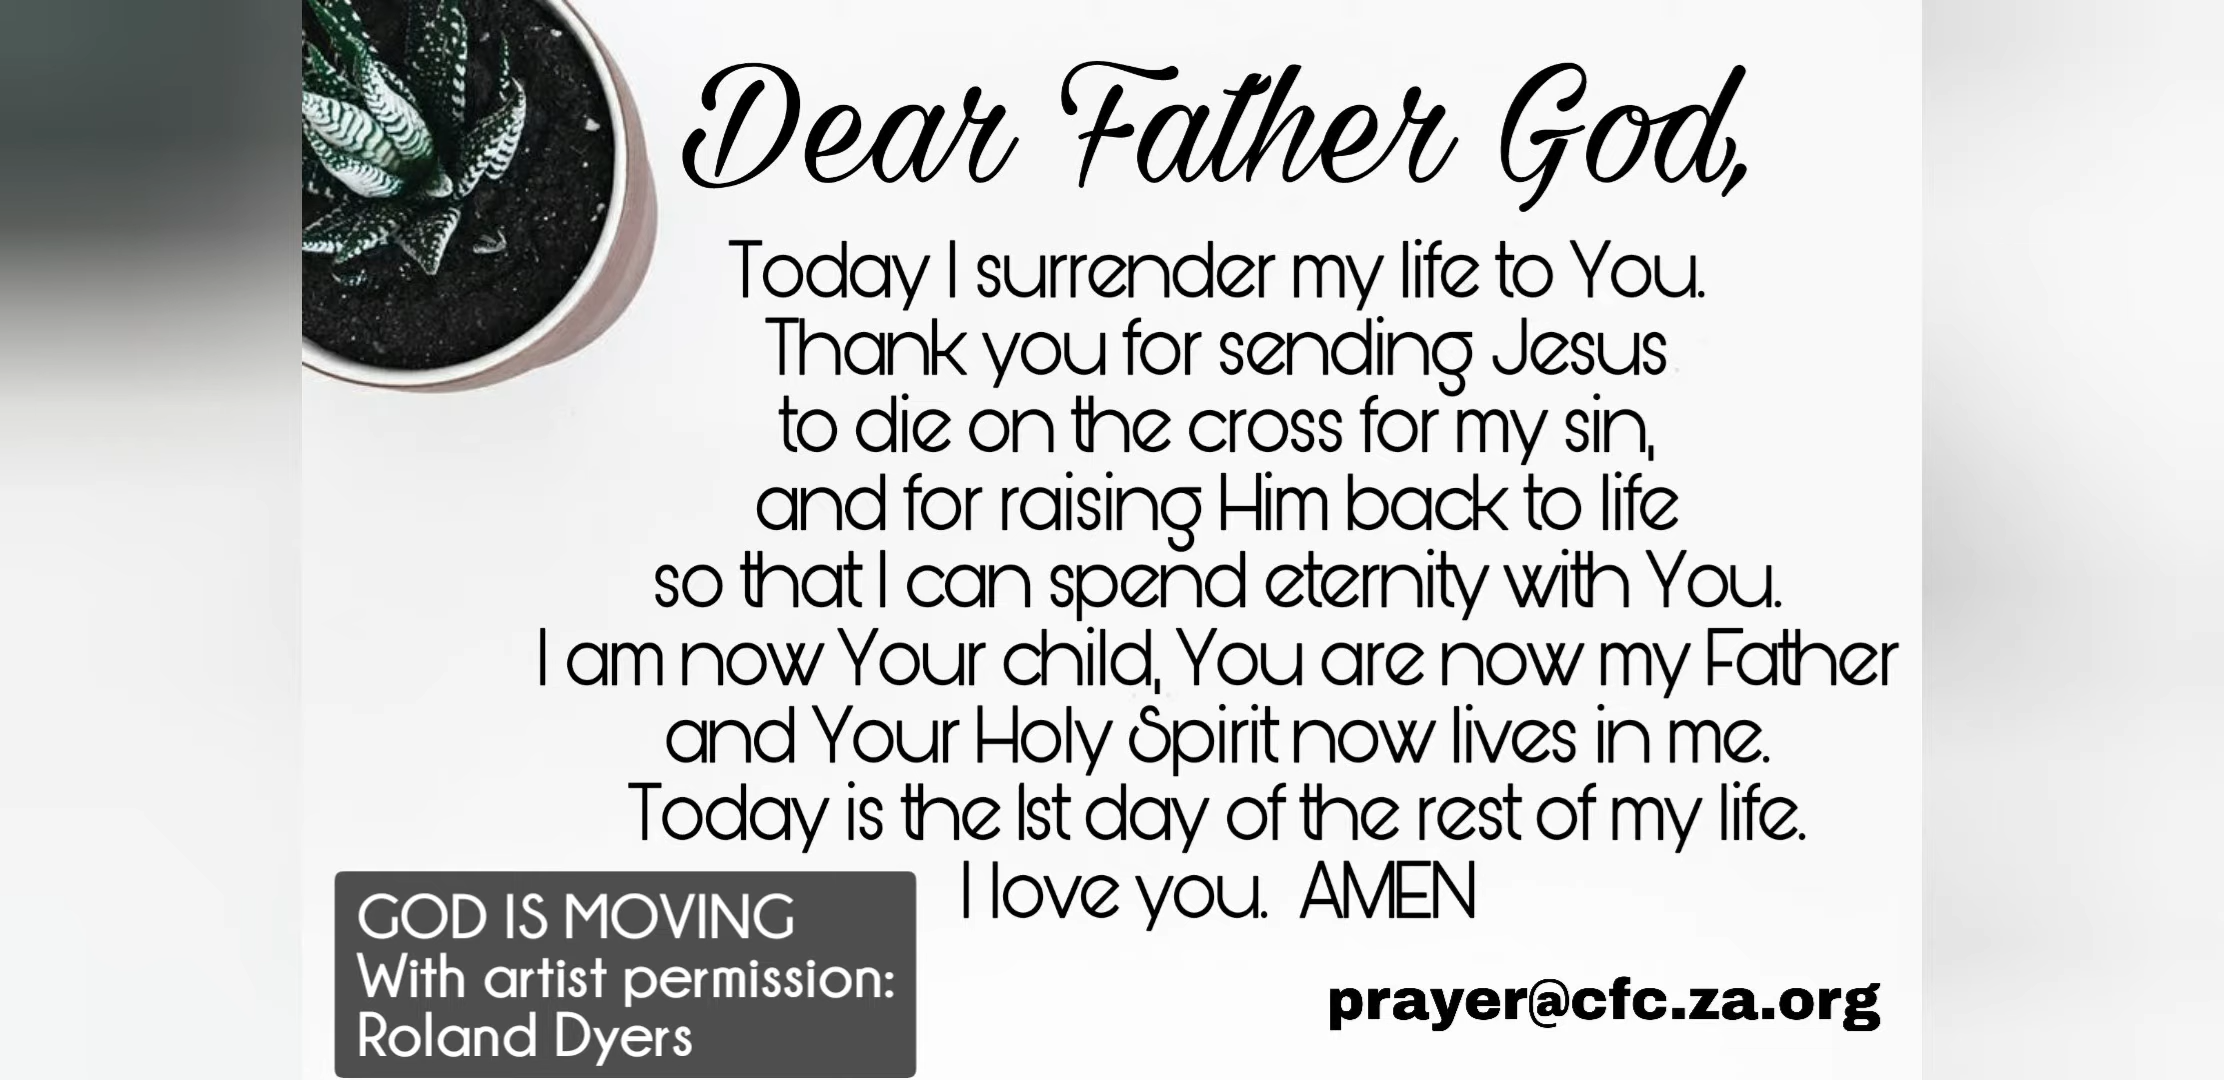 Dear Father God,
Today I surrender my life to You.
Thank you for sending Jesus
to die on the cross for my sin,
and for raising Him back to life
so that I can spend eternity with You.
I am now Your child, You are now my Father
and Your Holy Spirit now lives in me.
Today is the 1st day of the rest of my life.
I love you. AMEN
GOD IS MOVING
With artist permission:
Roland Dyers
prayer@cfc.za.org